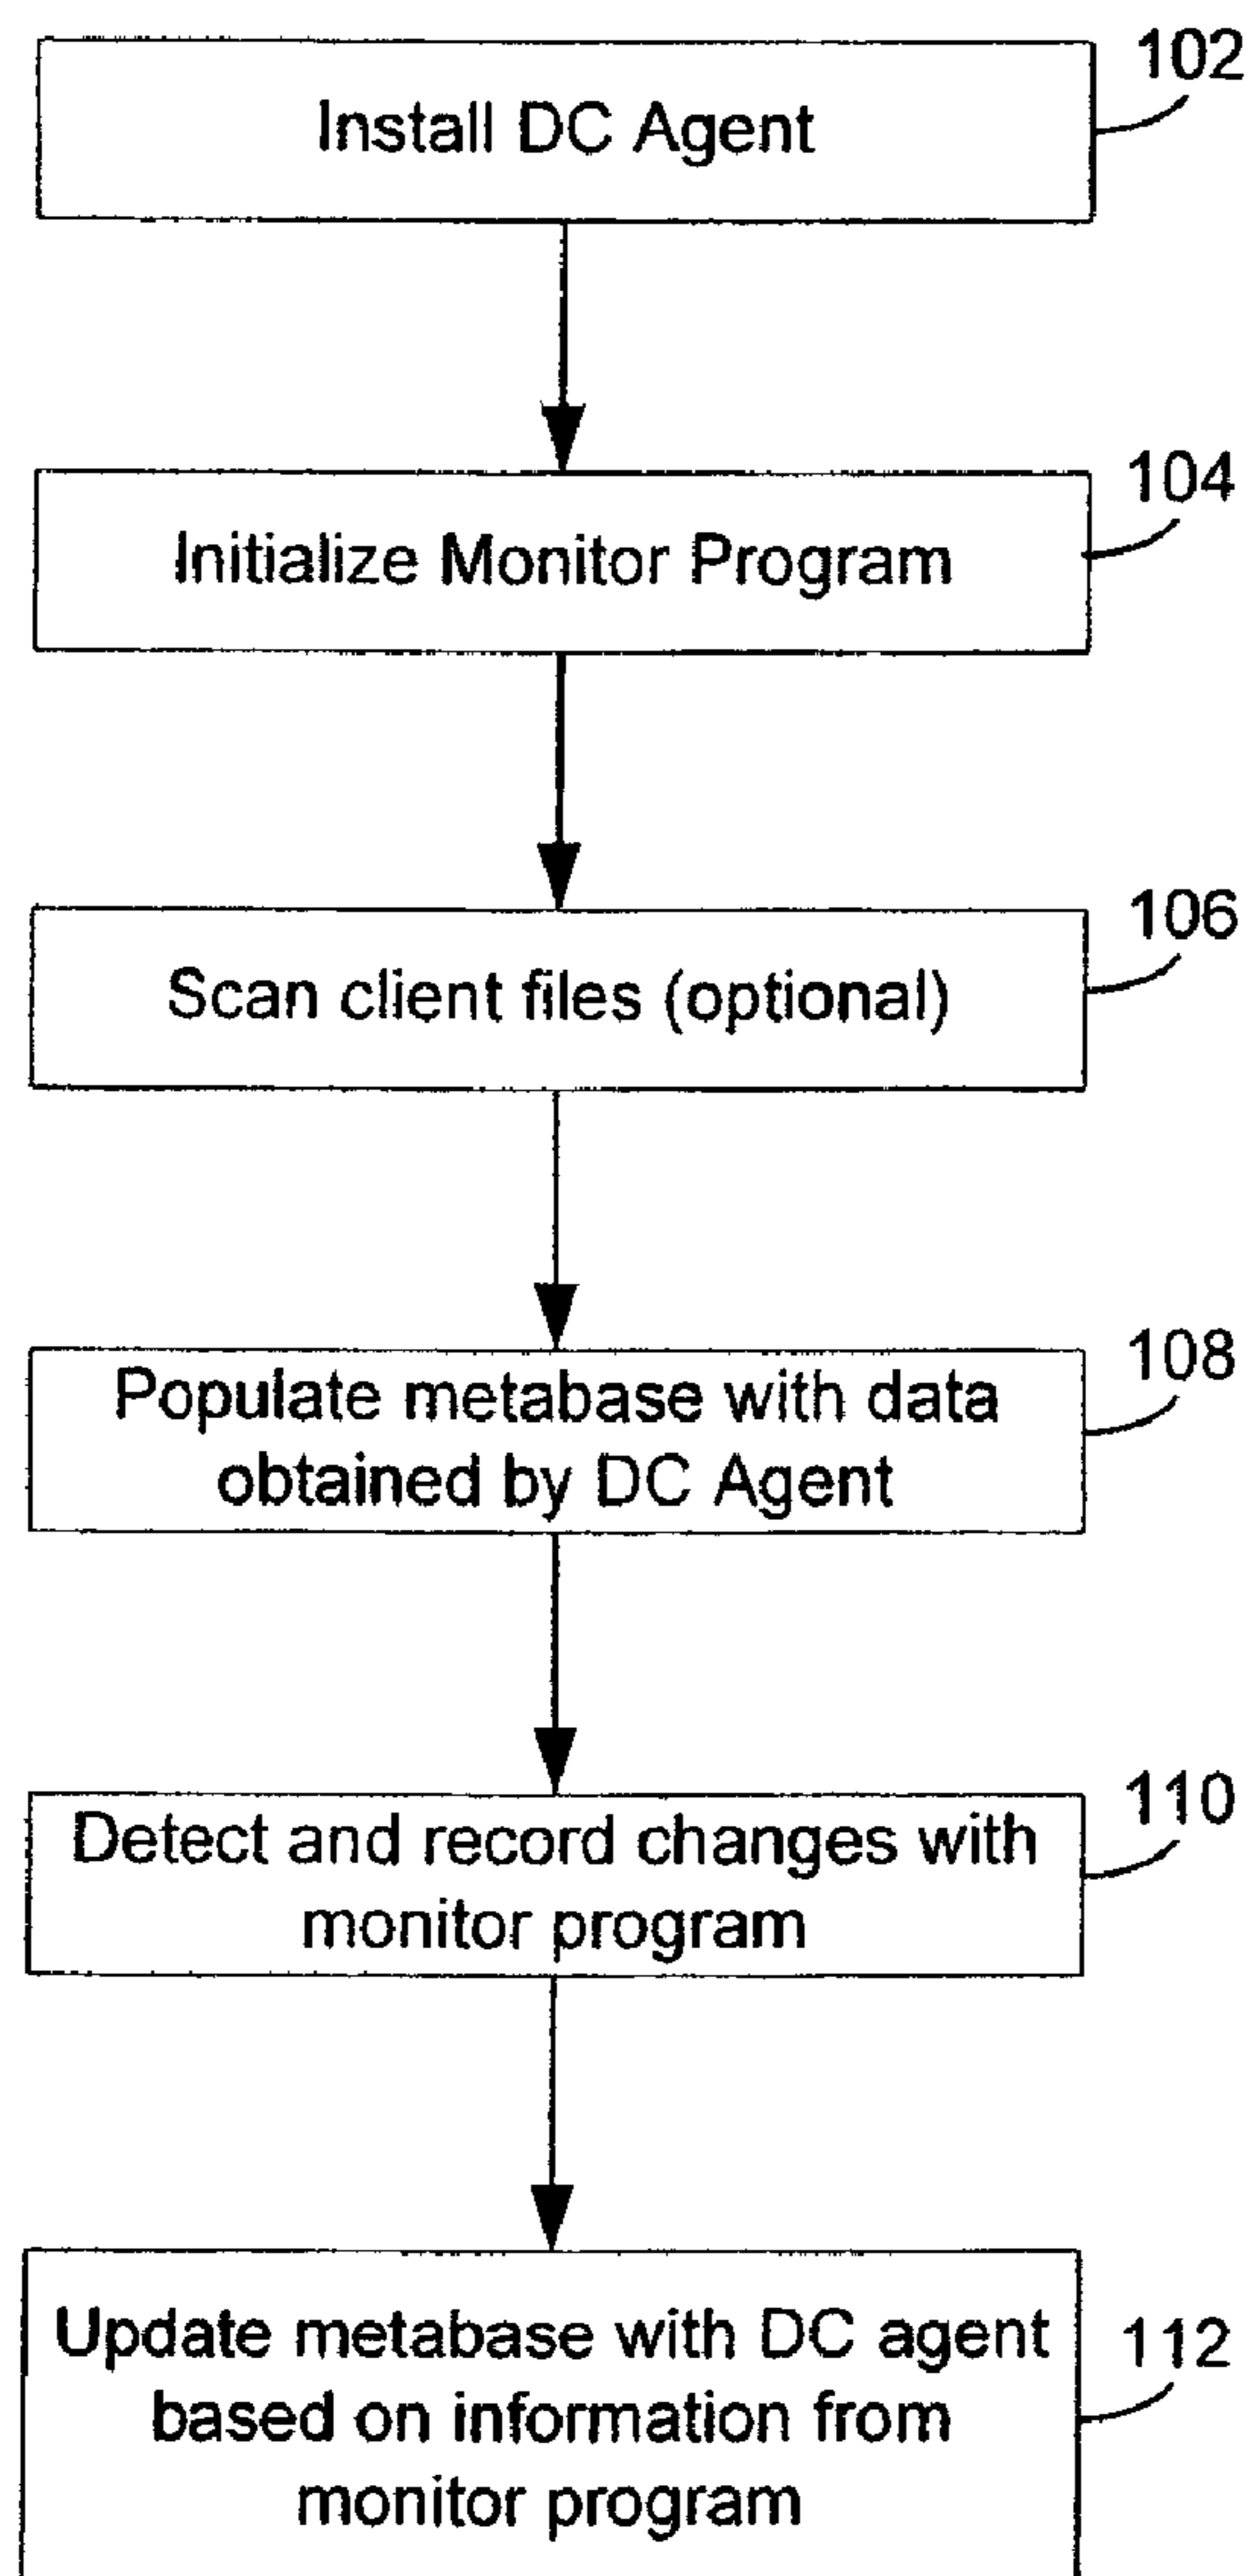 102
Install DC Agent
104
Initialize Monitor Program
106
Scan client files (optional)
108
Populate metabase with data
obtained by DC Agent
110
Detect and record changes with
monitor program
112
Update metabase with DC agent
based on information from
monitor program